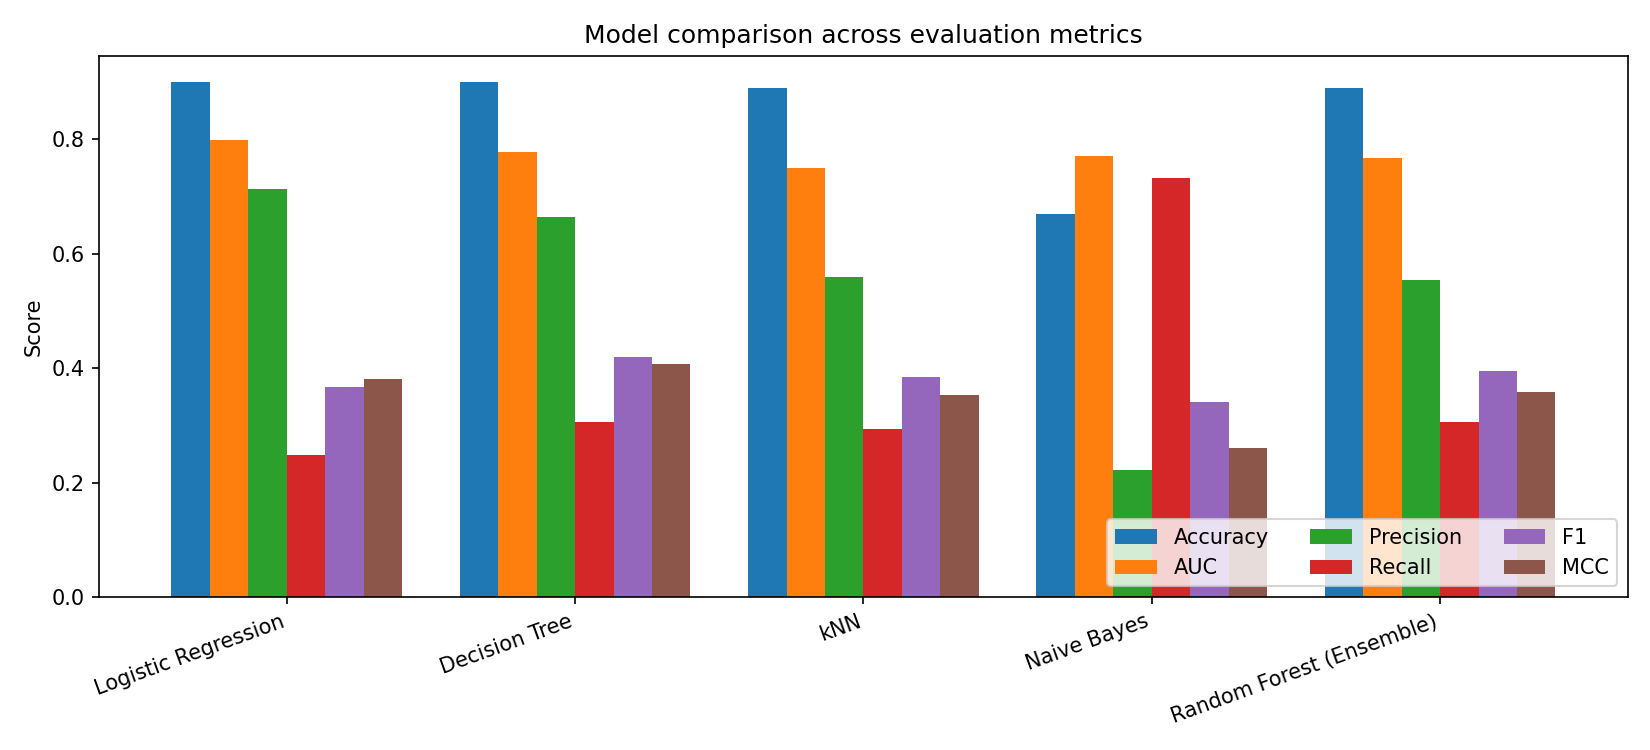 Model comparison across evaluation metrics
Score
0.8
0.6
0.4
0.2
0.0
Accuracy
AUC
Precision
Recall
F1
MCC
Logistic Regression
Decision Tree
kNN
Naive Bayes
Random Forest (Ensemble)